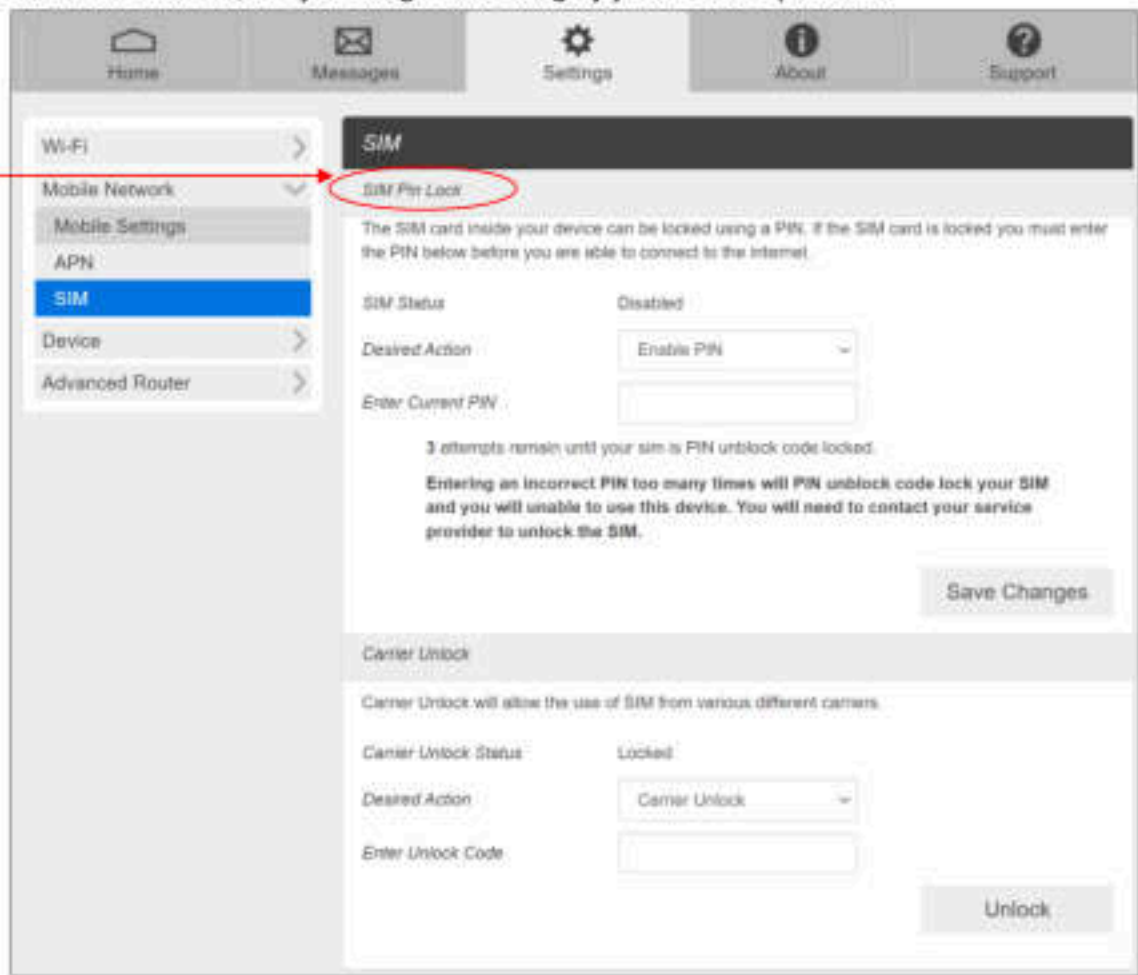 Home
Messages
Settings
About
Support
Wi-Fi
Mobile Network
Mobile Settings
APN
SIM
Device
Advanced Router
SIM
SIM Pin Lock
The SIM card inside your device can be locked using a PIN. If the SIM card is locked you must enter
the PIN below before you are able to connect to the internet.
SIM Status Disabled
Desired Action Enable PIN
Enter Current PIN
3 attempts remain until your sim is PIN unblock code locked.
Entering an incorrect PIN too many times will PIN unblock code lock your SIM
and you will unable to use this device. You will need to contact your service
provider to unlock the SIM.
Save Changes
Carrier Unlock
Carrier Unlock will allow the use of SIM from various different carriers.
Carrier Unlock Status Locked
Desired Action Carrier Unlock
Enter Unlock Code
Unlock